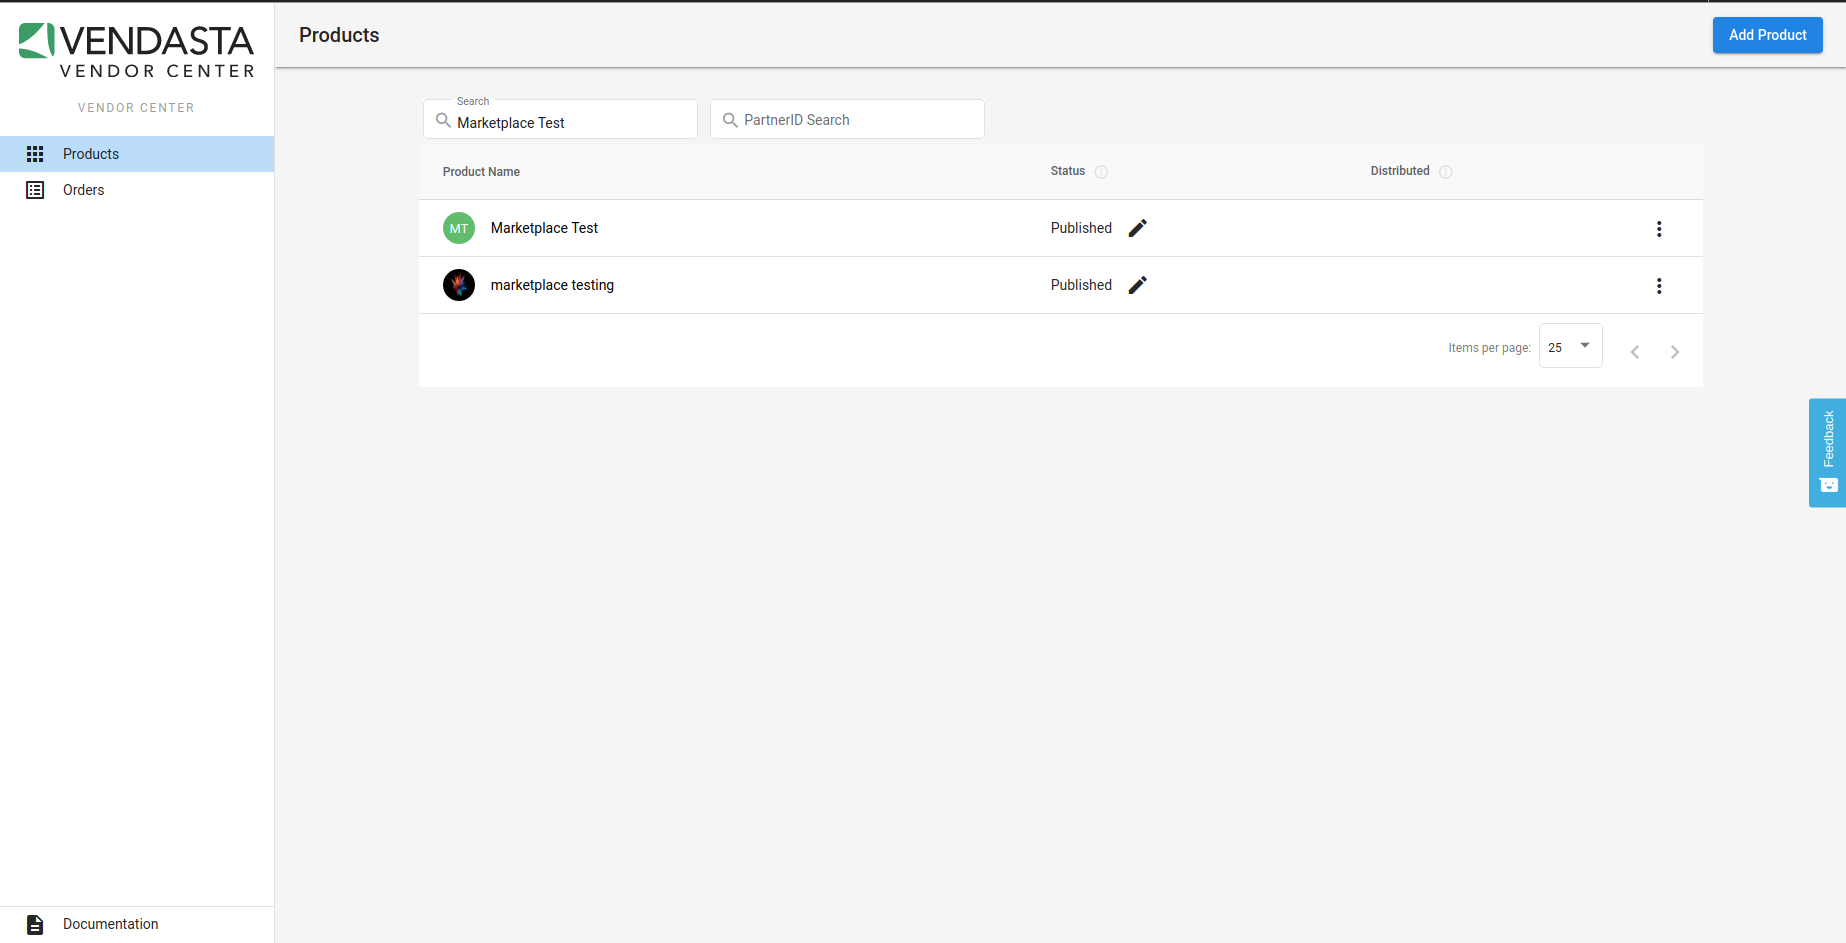 VENDASTA
VENDOR CENTER
VENDOR CENTER
Products
Orders
Documentation
Products
Add Product
Search
Marketplace Test
PartnerID Search
Product Name
Status
Distributed
MT
Marketplace Test
Published
marketplace testing
Published
Items per page:
25
Feedback